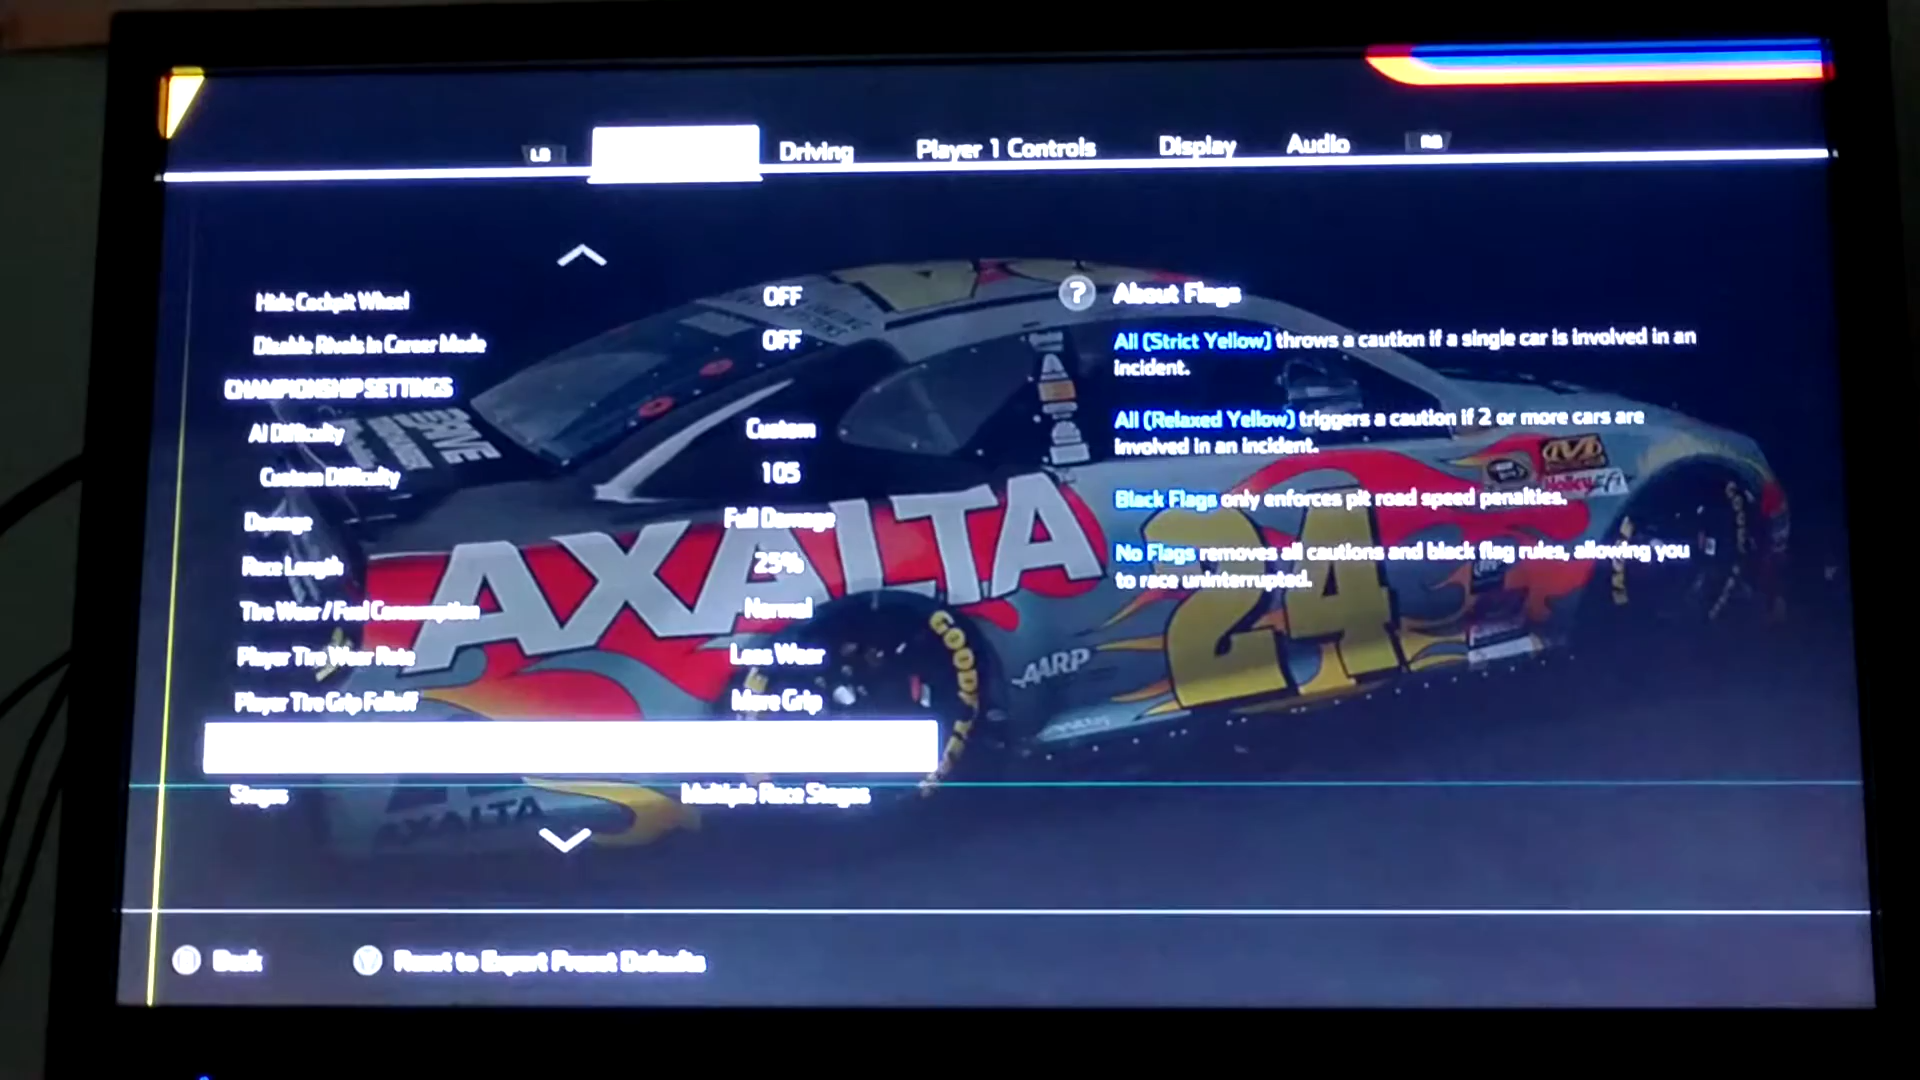 LB Driving Player 1 Controls Display Audio RB
Hide Cockpit Wheel OFF
Disable Rivals In Career Mode OFF
CHAMPIONSHIP SETTINGS
AI Difficulty Custom
Custom Difficulty 105
Damage Full Damage
Race Length 25%
Tire Wear / Fuel Consumption Normal
Player Tire Wear Rate Less Wear
Player Tire Grip Falloff More Grip
Stages Multiple Race Stages
? About Flags
All (Strict Yellow) throws a caution if a single car is involved in an
incident.
All (Relaxed Yellow) triggers a caution if 2 or more cars are
involved in an incident.
Black Flags only enforces pit road speed penalties.
No Flags removes all cautions and black flag rules, allowing you
to race uninterrupted.
AXALTA
24
AARP
GOODYEAR
AXALTA
Back Reset to Expert Preset Defaults